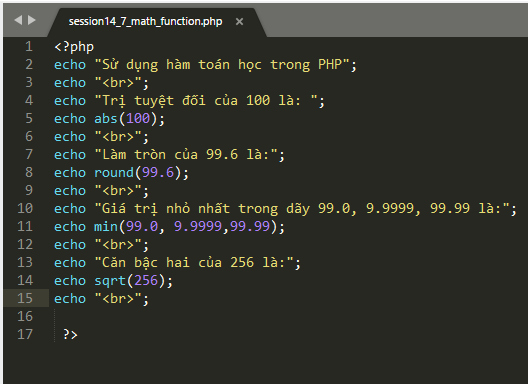 session14_7_math_function.php ×
1 <?php
2 echo "Sử dụng hàm toán học trong PHP";
3 echo "<br>";
4 echo "Trị tuyệt đối của 100 là: ";
5 echo abs(100);
6 echo "<br>";
7 echo "Làm tròn của 99.6 là:";
8 echo round(99.6);
9 echo "<br>";
10 echo "Giá trị nhỏ nhất trong dãy 99.0, 9.9999, 99.99 là:";
11 echo min(99.0, 9.9999,99.99);
12 echo "<br>";
13 echo "Căn bậc hai của 256 là:";
14 echo sqrt(256);
15 echo "<br>";
16
17 ?>